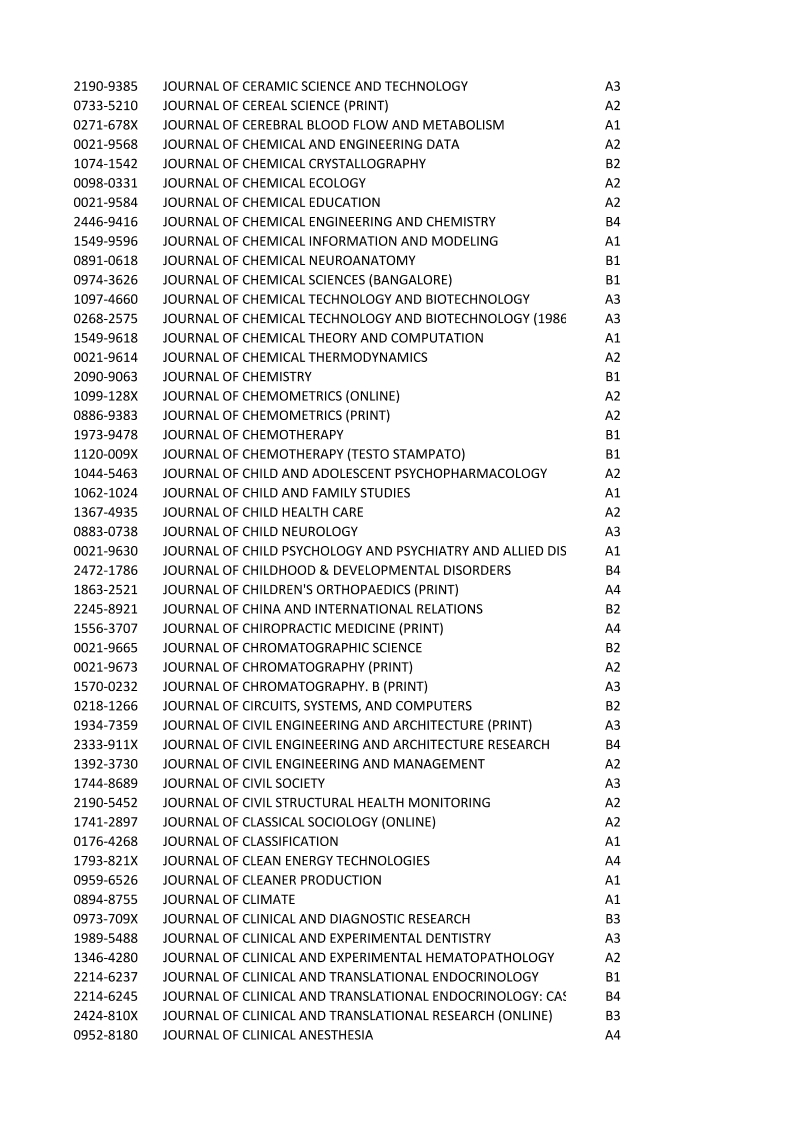 2190-9385 JOURNAL OF CERAMIC SCIENCE AND TECHNOLOGY A3
0733-5210 JOURNAL OF CEREAL SCIENCE (PRINT) A2
0271-678X JOURNAL OF CEREBRAL BLOOD FLOW AND METABOLISM A1
0021-9568 JOURNAL OF CHEMICAL AND ENGINEERING DATA A2
1074-1542 JOURNAL OF CHEMICAL CRYSTALLOGRAPHY B2
0098-0331 JOURNAL OF CHEMICAL ECOLOGY A2
0021-9584 JOURNAL OF CHEMICAL EDUCATION A2
2446-9416 JOURNAL OF CHEMICAL ENGINEERING AND CHEMISTRY B4
1549-9596 JOURNAL OF CHEMICAL INFORMATION AND MODELING A1
0891-0618 JOURNAL OF CHEMICAL NEUROANATOMY B1
0974-3626 JOURNAL OF CHEMICAL SCIENCES (BANGALORE) B1
1097-4660 JOURNAL OF CHEMICAL TECHNOLOGY AND BIOTECHNOLOGY A3
0268-2575 JOURNAL OF CHEMICAL TECHNOLOGY AND BIOTECHNOLOGY (1986 A3
1549-9618 JOURNAL OF CHEMICAL THEORY AND COMPUTATION A1
0021-9614 JOURNAL OF CHEMICAL THERMODYNAMICS A2
2090-9063 JOURNAL OF CHEMISTRY B1
1099-128X JOURNAL OF CHEMOMETRICS (ONLINE) A2
0886-9383 JOURNAL OF CHEMOMETRICS (PRINT) A2
1973-9478 JOURNAL OF CHEMOTHERAPY B1
1120-009X JOURNAL OF CHEMOTHERAPY (TESTO STAMPATO) B1
1044-5463 JOURNAL OF CHILD AND ADOLESCENT PSYCHOPHARMACOLOGY A2
1062-1024 JOURNAL OF CHILD AND FAMILY STUDIES A1
1367-4935 JOURNAL OF CHILD HEALTH CARE A2
0883-0738 JOURNAL OF CHILD NEUROLOGY A3
0021-9630 JOURNAL OF CHILD PSYCHOLOGY AND PSYCHIATRY AND ALLIED DIS A1
2472-1786 JOURNAL OF CHILDHOOD & DEVELOPMENTAL DISORDERS B4
1863-2521 JOURNAL OF CHILDREN'S ORTHOPAEDICS (PRINT) A4
2245-8921 JOURNAL OF CHINA AND INTERNATIONAL RELATIONS B2
1556-3707 JOURNAL OF CHIROPRACTIC MEDICINE (PRINT) A4
0021-9665 JOURNAL OF CHROMATOGRAPHIC SCIENCE B2
0021-9673 JOURNAL OF CHROMATOGRAPHY (PRINT) A2
1570-0232 JOURNAL OF CHROMATOGRAPHY. B (PRINT) A3
0218-1266 JOURNAL OF CIRCUITS, SYSTEMS, AND COMPUTERS B2
1934-7359 JOURNAL OF CIVIL ENGINEERING AND ARCHITECTURE (PRINT) A3
2333-911X JOURNAL OF CIVIL ENGINEERING AND ARCHITECTURE RESEARCH B4
1392-3730 JOURNAL OF CIVIL ENGINEERING AND MANAGEMENT A2
1744-8689 JOURNAL OF CIVIL SOCIETY A3
2190-5452 JOURNAL OF CIVIL STRUCTURAL HEALTH MONITORING A2
1741-2897 JOURNAL OF CLASSICAL SOCIOLOGY (ONLINE) A2
0176-4268 JOURNAL OF CLASSIFICATION A1
1793-821X JOURNAL OF CLEAN ENERGY TECHNOLOGIES A4
0959-6526 JOURNAL OF CLEANER PRODUCTION A1
0894-8755 JOURNAL OF CLIMATE A1
0973-709X JOURNAL OF CLINICAL AND DIAGNOSTIC RESEARCH B3
1989-5488 JOURNAL OF CLINICAL AND EXPERIMENTAL DENTISTRY A3
1346-4280 JOURNAL OF CLINICAL AND EXPERIMENTAL HEMATOPATHOLOGY A2
2214-6237 JOURNAL OF CLINICAL AND TRANSLATIONAL ENDOCRINOLOGY B1
2214-6245 JOURNAL OF CLINICAL AND TRANSLATIONAL ENDOCRINOLOGY: CAS B4
2424-810X JOURNAL OF CLINICAL AND TRANSLATIONAL RESEARCH (ONLINE) B3
0952-8180 JOURNAL OF CLINICAL ANESTHESIA A4